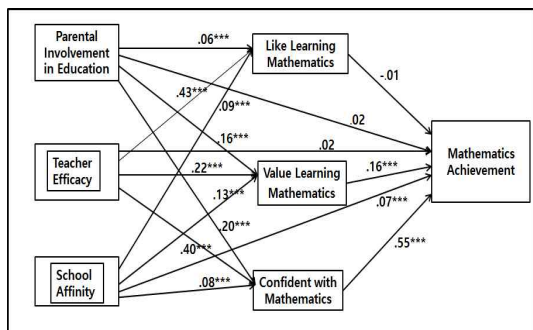 Parental
Involvement
in Education
.06***
Like Learning
Mathematics
-.01
.43***
.09***
.02
.16***
.02
Teacher
Efficacy
.22***
Value Learning
Mathematics
.16***
Mathematics
Achievement
.13***
.07***
.20***
.40***
School
Affinity
.08***
Confident with
Mathematics
.55***